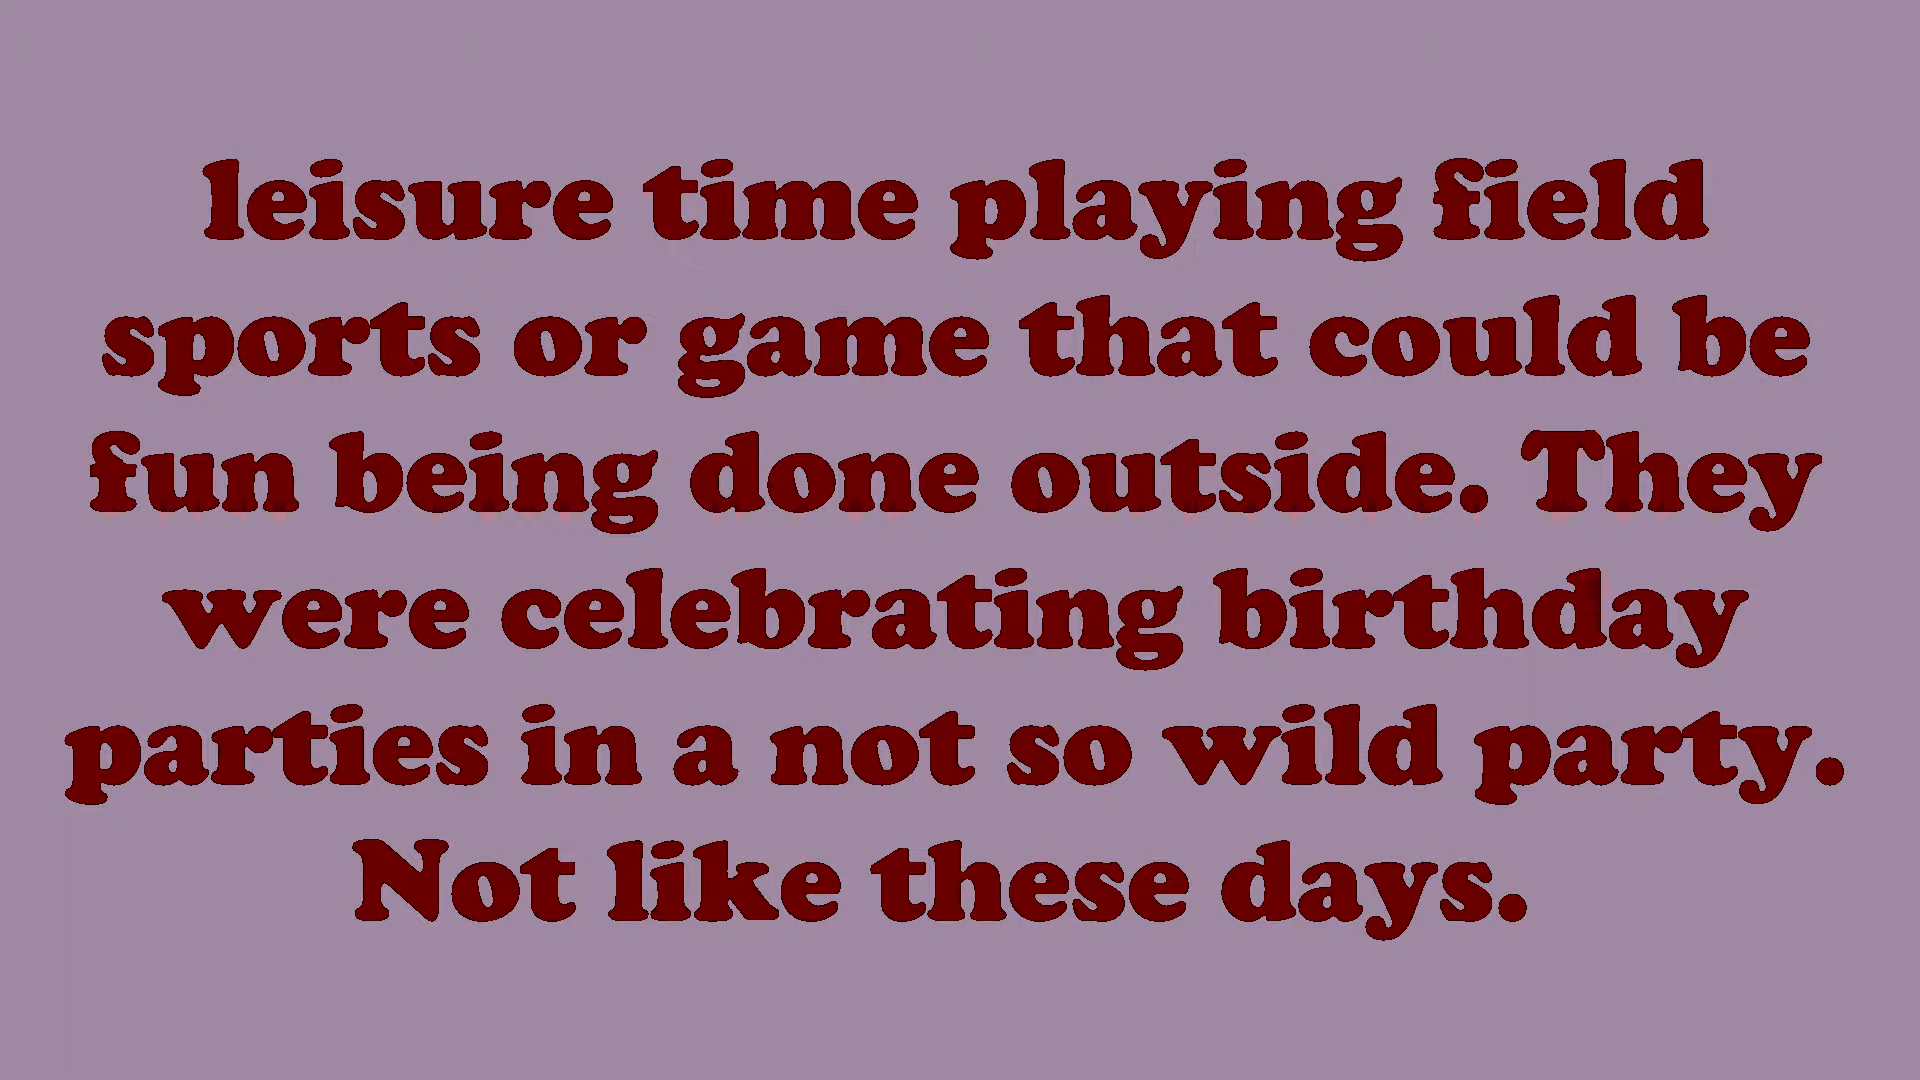 leisure time playing field
sports or game that could be
fun being done outside. They
were celebrating birthday
parties in a not so wild party.
Not like these days.